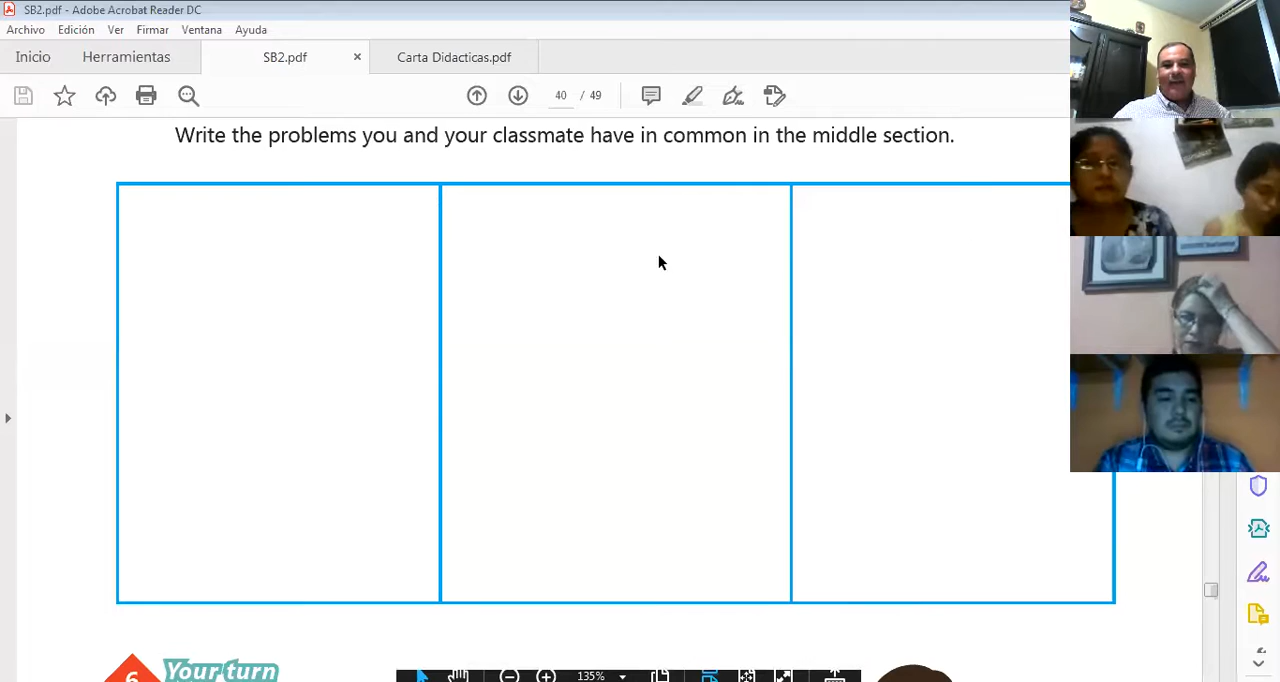 SB2.pdf - Adobe Acrobat Reader DC
Archivo Edición Ver Firmar Ventana Ayuda
Inicio Herramientas SB2.pdf × Carta Didacticas.pdf
40 / 49
Write the problems you and your classmate have in common in the middle section.
6 Your turn
135%